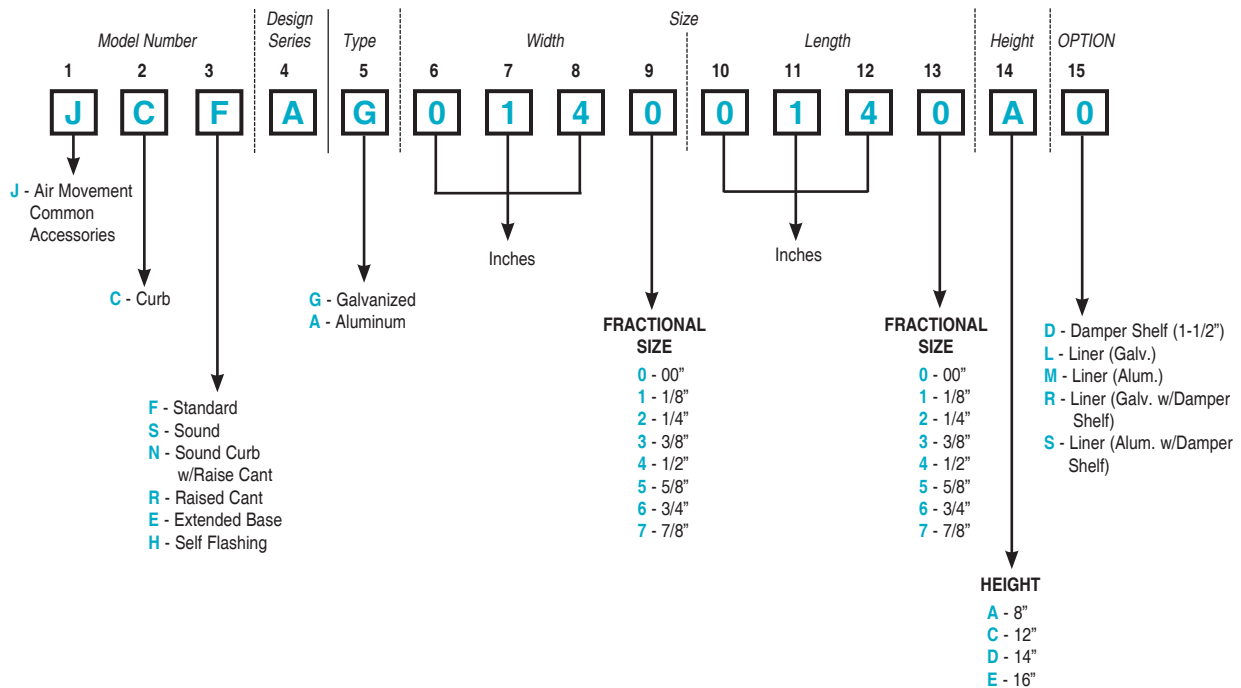 Size
Design
Model Number Series Type Width Length Height OPTION
1 2 3 4 5 6 7 8 9 10 11 12 13 14 15
J C F A G 0 1 4 0 0 1 4 0 A 0
J - Air Movement
Common
Accessories
C - Curb
F - Standard
S - Sound
N - Sound Curb
w/Raise Cant
R - Raised Cant
E - Extended Base
H - Self Flashing
G - Galvanized
A - Aluminum
Inches
FRACTIONAL
SIZE
0 - 00”
1 - 1/8”
2 - 1/4”
3 - 3/8”
4 - 1/2”
5 - 5/8”
6 - 3/4”
7 - 7/8”
Inches
FRACTIONAL
SIZE
0 - 00”
1 - 1/8”
2 - 1/4”
3 - 3/8”
4 - 1/2”
5 - 5/8”
6 - 3/4”
7 - 7/8”
HEIGHT
A - 8”
C - 12”
D - 14”
E - 16”
D - Damper Shelf (1-1/2”)
L - Liner (Galv.)
M - Liner (Alum.)
R - Liner (Galv. w/Damper
Shelf)
S - Liner (Alum. w/Damper
Shelf)